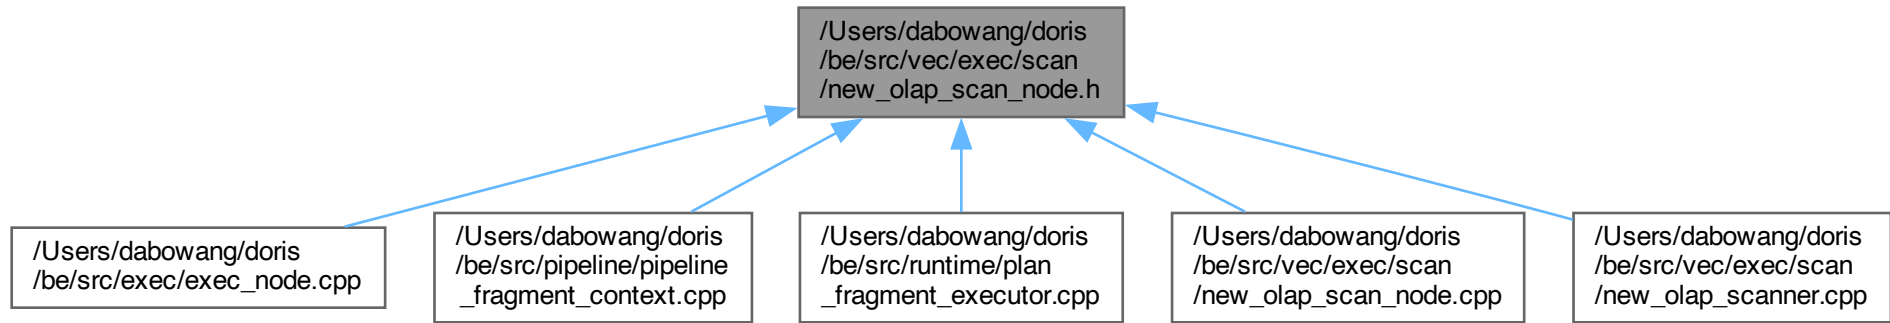 /Users/dabowang/doris
/be/src/vec/exec/scan
/new_olap_scan_node.h
/Users/dabowang/doris
/be/src/exec/exec_node.cpp
/Users/dabowang/doris
/be/src/pipeline/pipeline
_fragment_context.cpp
/Users/dabowang/doris
/be/src/runtime/plan
_fragment_executor.cpp
/Users/dabowang/doris
/be/src/vec/exec/scan
/new_olap_scan_node.cpp
/Users/dabowang/doris
/be/src/vec/exec/scan
/new_olap_scanner.cpp